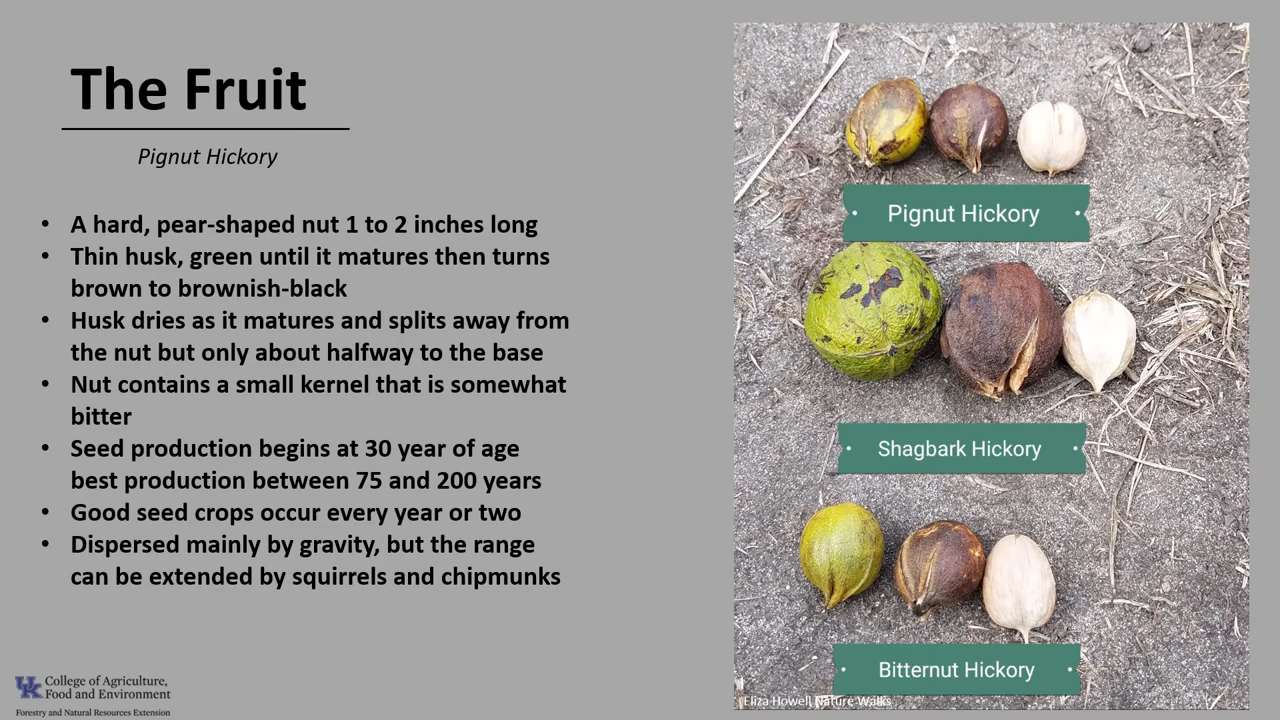 The Fruit
Pignut Hickory
• A hard, pear-shaped nut 1 to 2 inches long
• Thin husk, green until it matures then turns
brown to brownish-black
• Husk dries as it matures and splits away from
the nut but only about halfway to the base
• Nut contains a small kernel that is somewhat
bitter
• Seed production begins at 30 year of age
best production between 75 and 200 years
• Good seed crops occur every year or two
• Dispersed mainly by gravity, but the range
can be extended by squirrels and chipmunks
UK College of Agriculture,
Food and Environment
Forestry and Natural Resources Extension
Pignut Hickory
Shagbark Hickory
Bitternut Hickory
Eliza Howell Nature Walks